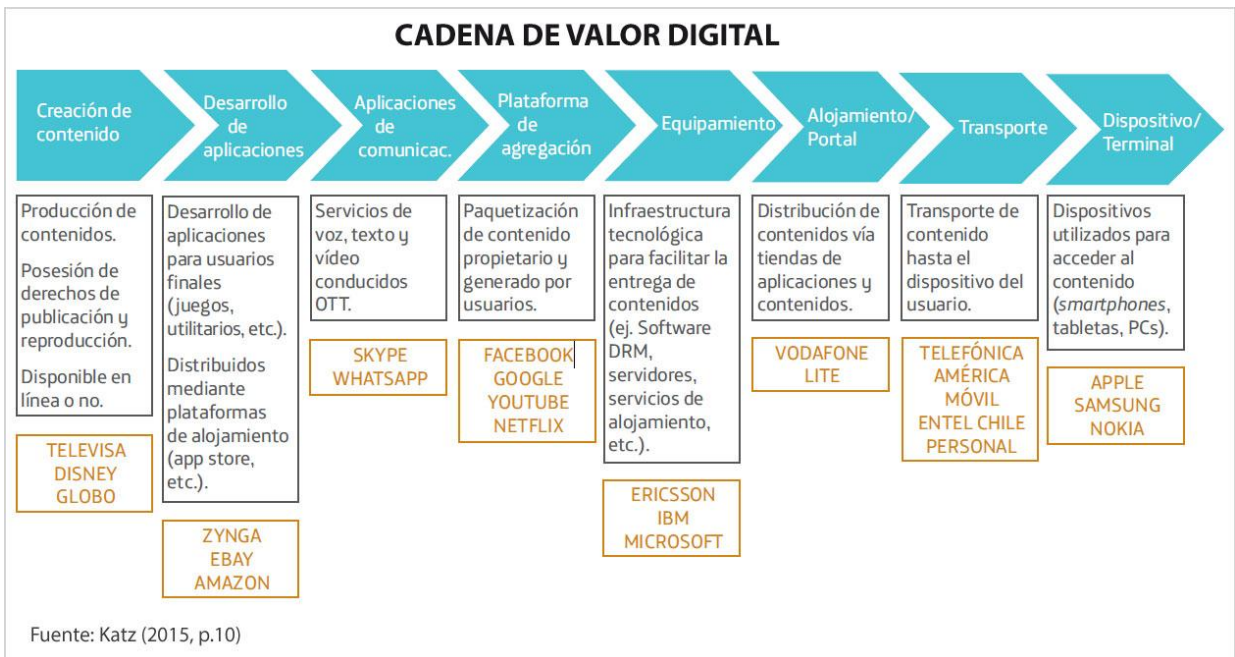 CADENA DE VALOR DIGITAL
Creación de
contenido
Desarrollo
de
aplicaciones
Aplicaciones
de
comunicac.
Plataforma
de
agregación
Equipamiento
Alojamiento/
Portal
Transporte
Dispositivo/
Terminal
Producción de
contenidos.
Posesión de
derechos de
publicación y
reproducción.
Disponible en
línea o no.
TELEVISA
DISNEY
GLOBO
Desarrollo de
aplicaciones
para usuarios
finales
(juegos,
utilitarios, etc.).
Distribuidos
mediante
plataformas
de alojamiento
(app store,
etc.).
ZYNGA
EBAY
AMAZON
Servicios de
voz, texto y
vídeo
conducidos
OTT.
SKYPE
WHATSAPP
Paquetización
de contenido
propietario y
generado por
usuarios.
FACEBOOK
GOOGLE
YOUTUBE
NETFLIX
Infraestructura
tecnológica
para facilitar la
entrega de
contenidos
(ej. Software
DRM,
servidores,
servicios de
alojamiento,
etc.).
ERICSSON
IBM
MICROSOFT
Distribución de
contenidos vía
tiendas de
aplicaciones y
contenidos.
VODAFONE
LITE
Transporte de
contenido
hasta el
dispositivo del
usuario.
TELEFÓNICA
AMÉRICA
MÓVIL
ENTEL CHILE
PERSONAL
Dispositivos
utilizados para
acceder al
contenido
(smartphones,
tabletas, PCs).
APPLE
SAMSUNG
NOKIA
Fuente: Katz (2015, p.10)